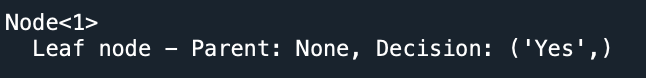 Node<1>
  Leaf node – Parent: None, Decision: ('Yes',)